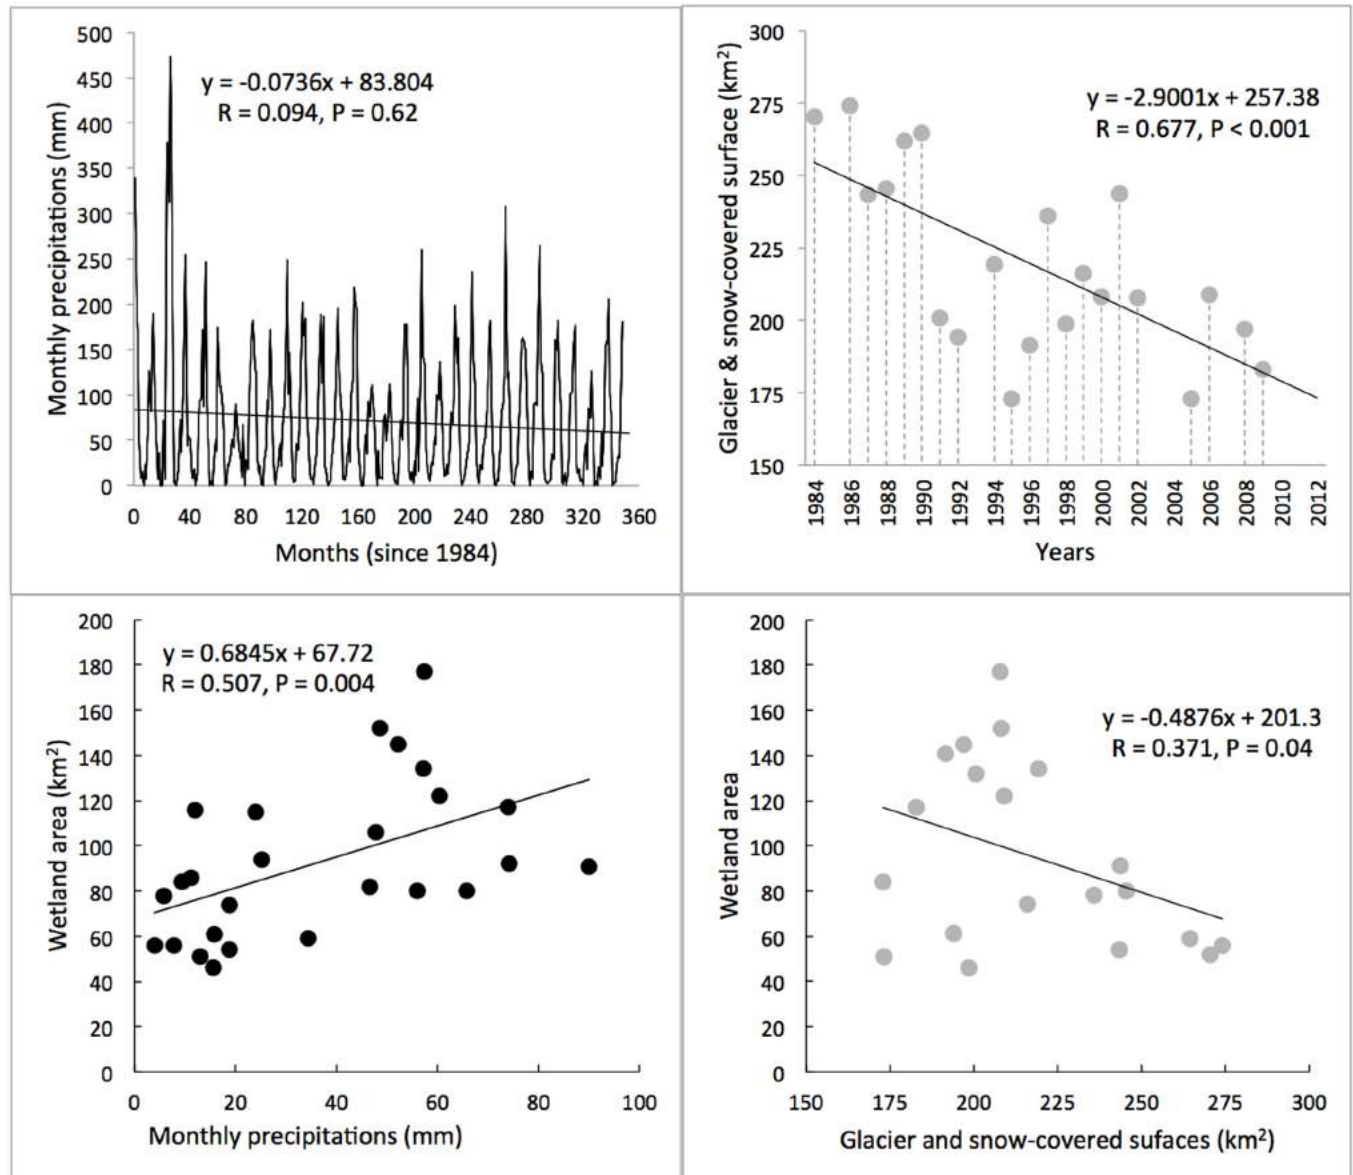 500
450
400
350
300
250
200
150
100
50
0
Monthly precipitations (mm)
y = -0.0736x + 83.804
R = 0.094, P = 0.62
0 40 80 120 160 200 240 280 320 360
Months (since 1984)
300
275
250
225
200
175
150
Glacier & snow-covered surface (km²)
y = -2.9001x + 257.38
R = 0.677, P < 0.001
1984 1986 1988 1990 1992 1994 1996 1998 2000 2002 2004 2006 2008 2010 2012
Years
200
180
160
140
120
100
80
60
40
20
0
Wetland area (km²)
y = 0.6845x + 67.72
R = 0.507, P = 0.004
0 20 40 60 80 100
Monthly precipitations (mm)
200
180
160
140
120
100
80
60
40
20
0
Wetland area
y = -0.4876x + 201.3
R = 0.371, P = 0.04
150 175 200 225 250 275 300
Glacier and snow-covered sufaces (km²)